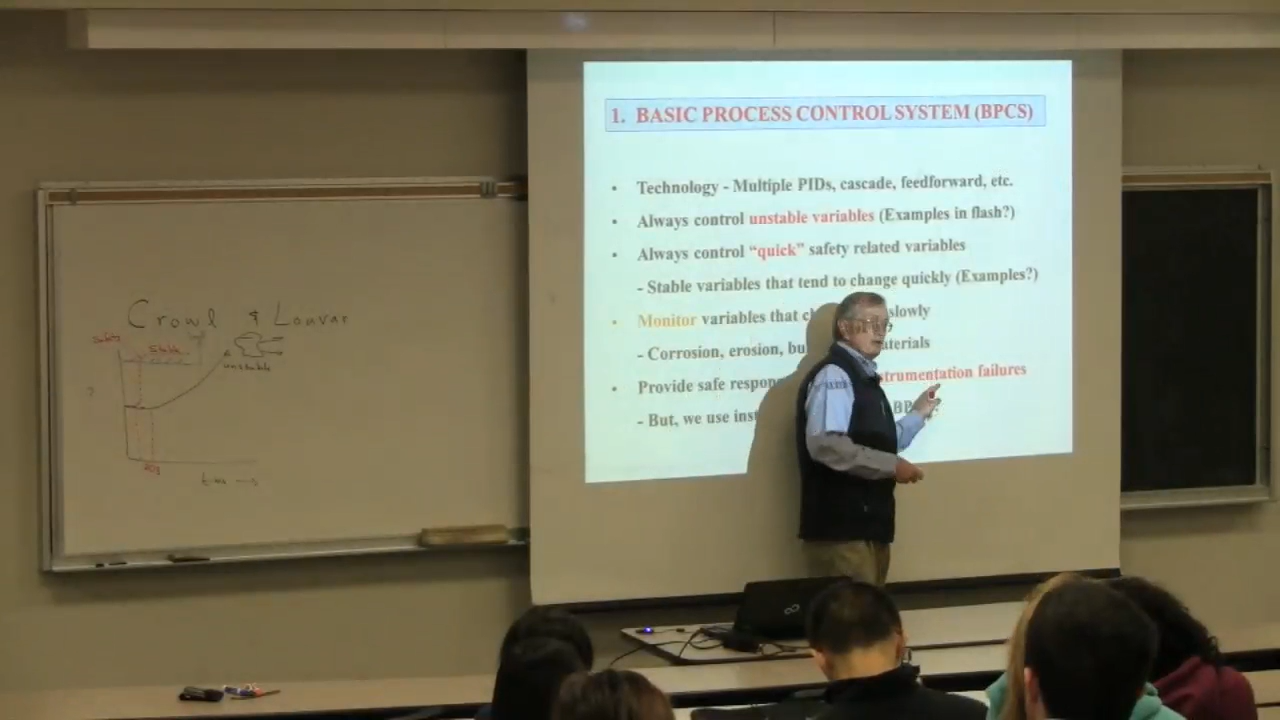 Crowl & Louvar
Safety
Stable
unstable
?
time
1. BASIC PROCESS CONTROL SYSTEM (BPCS)
• Technology - Multiple PIDs, cascade, feedforward, etc.
• Always control unstable variables (Examples in flash?)
• Always control “quick” safety related variables
- Stable variables that tend to change quickly (Examples?)
• Monitor variables that slowly
- Corrosion, erosion,
• Provide safe failures
- But, we use